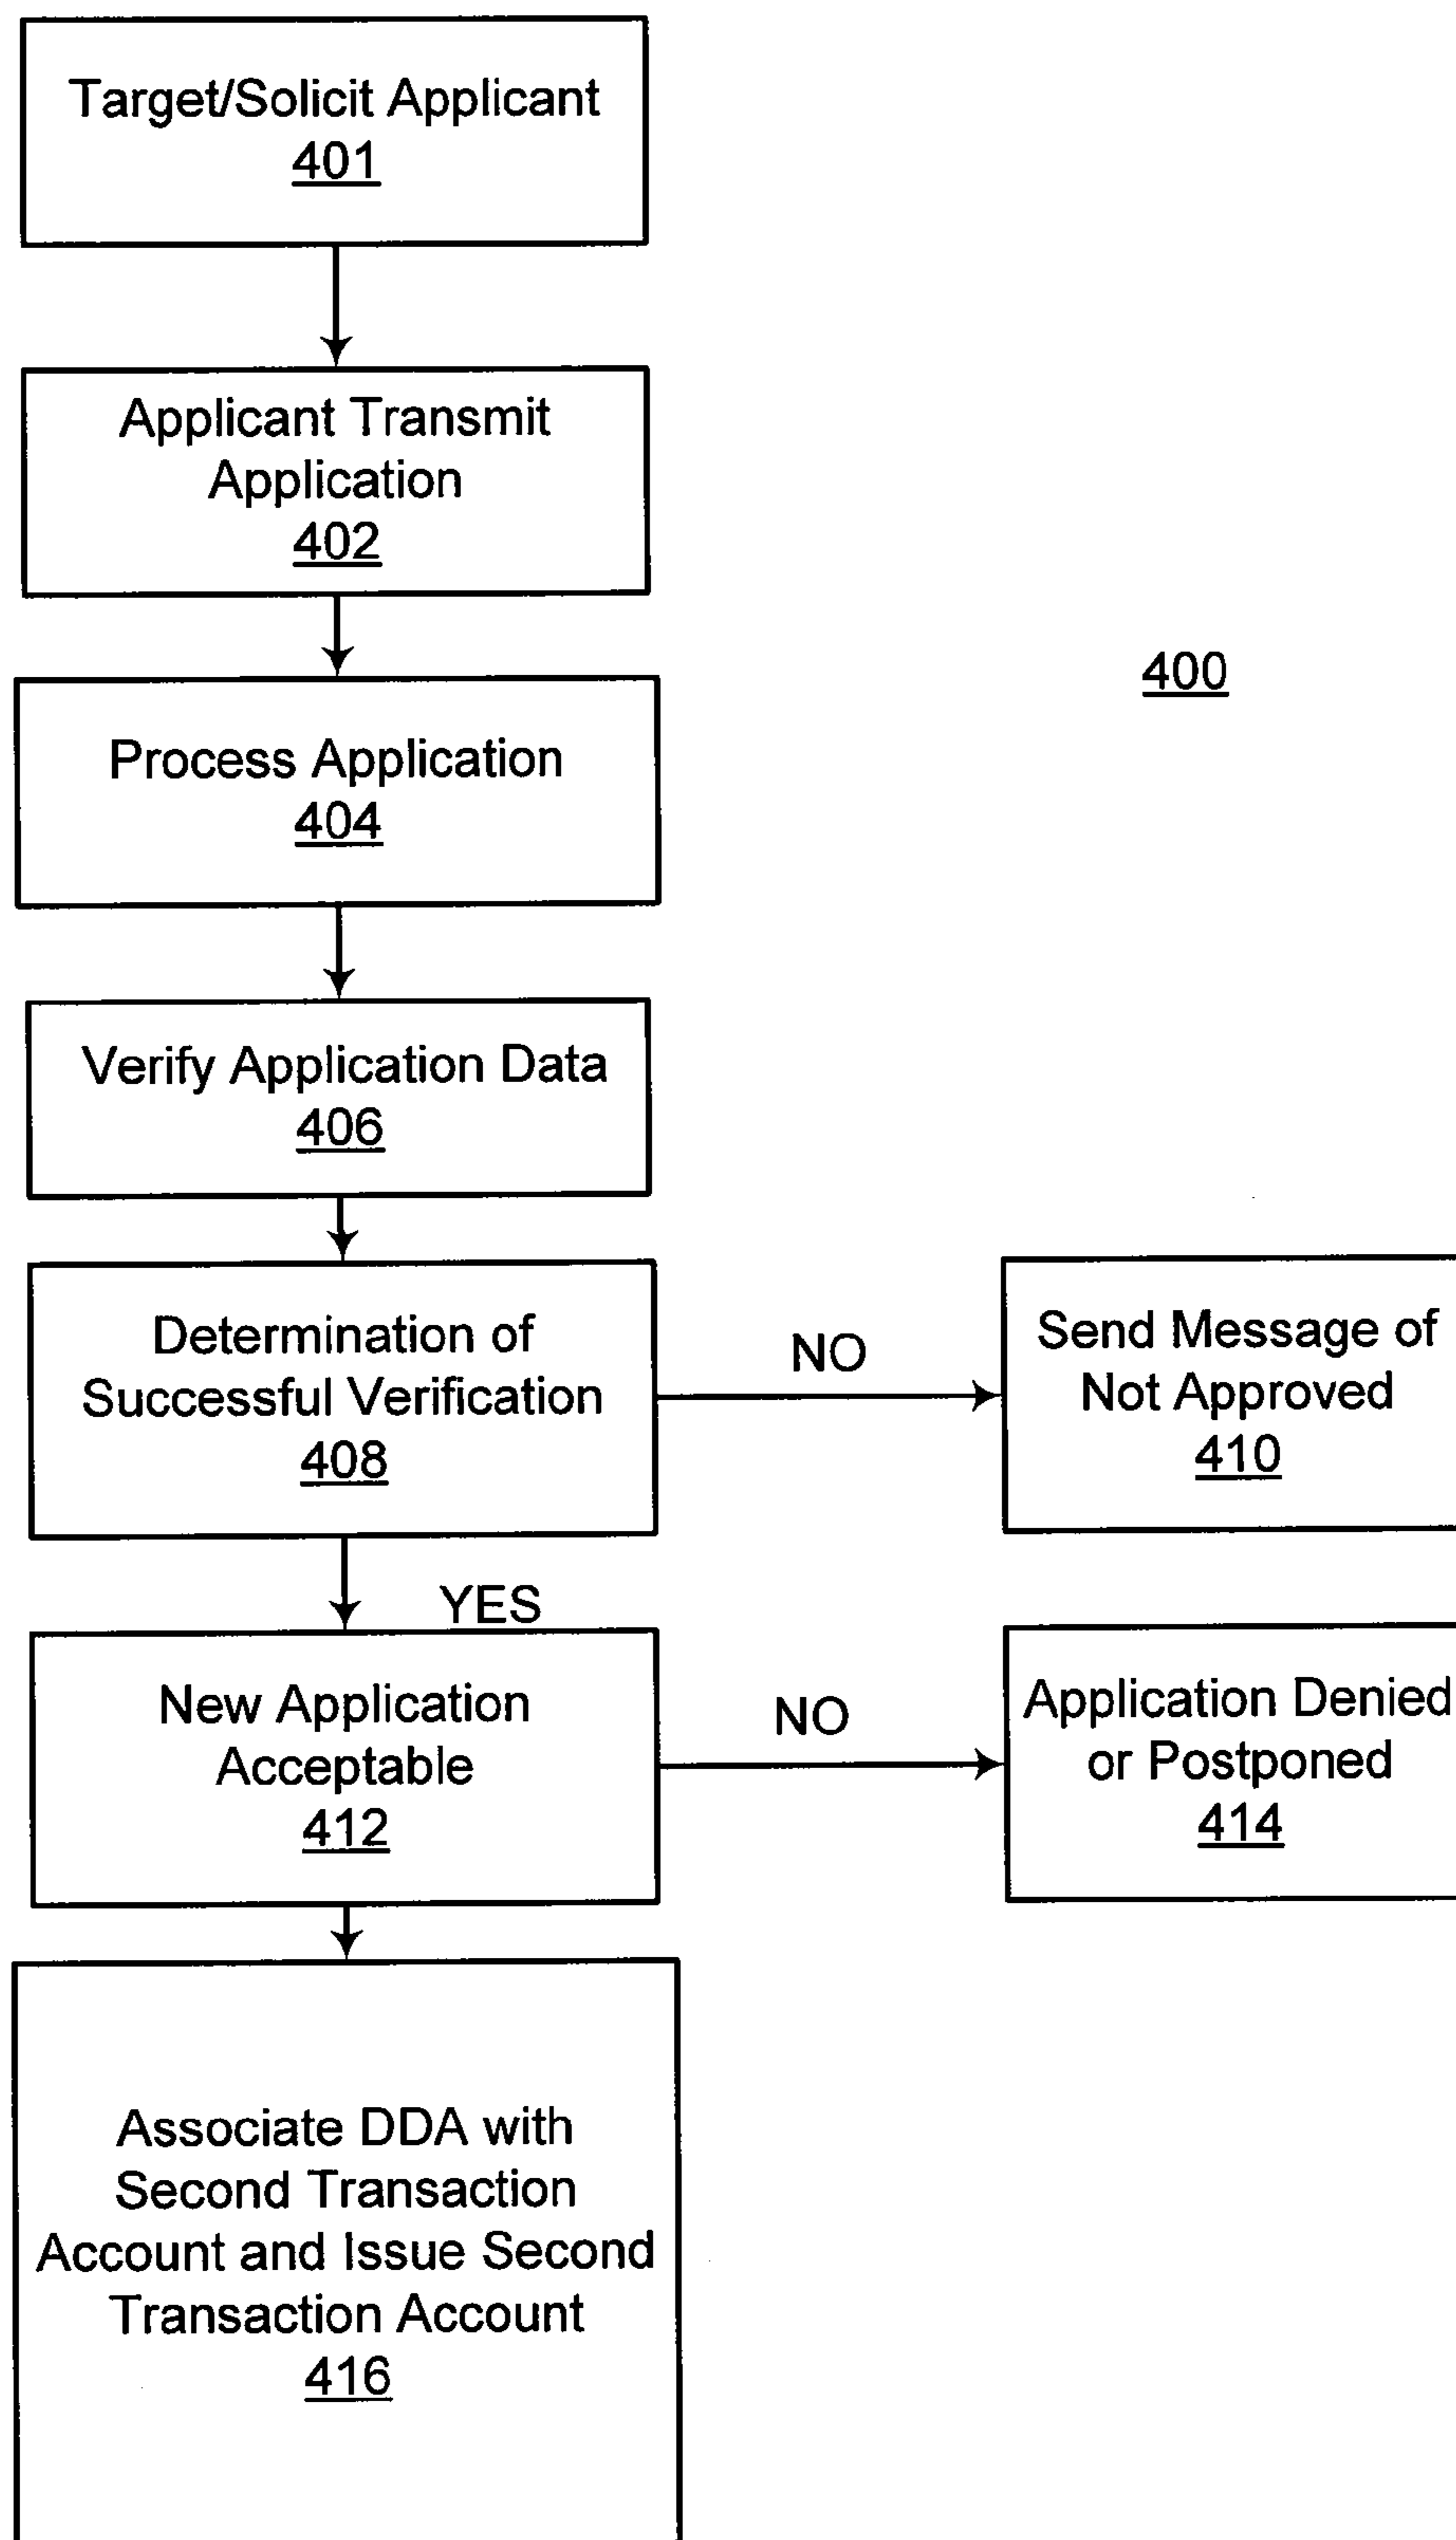 Target/Solicit Applicant
401
Applicant Transmit
Application
402
400
Process Application
404
Verify Application Data
406
Determination of
Successful Verification
408
NO
Send Message of
Not Approved
410
YES
New Application
Acceptable
412
NO
Application Denied
or Postponed
414
Associate DDA with
Second Transaction
Account and Issue Second
Transaction Account
416